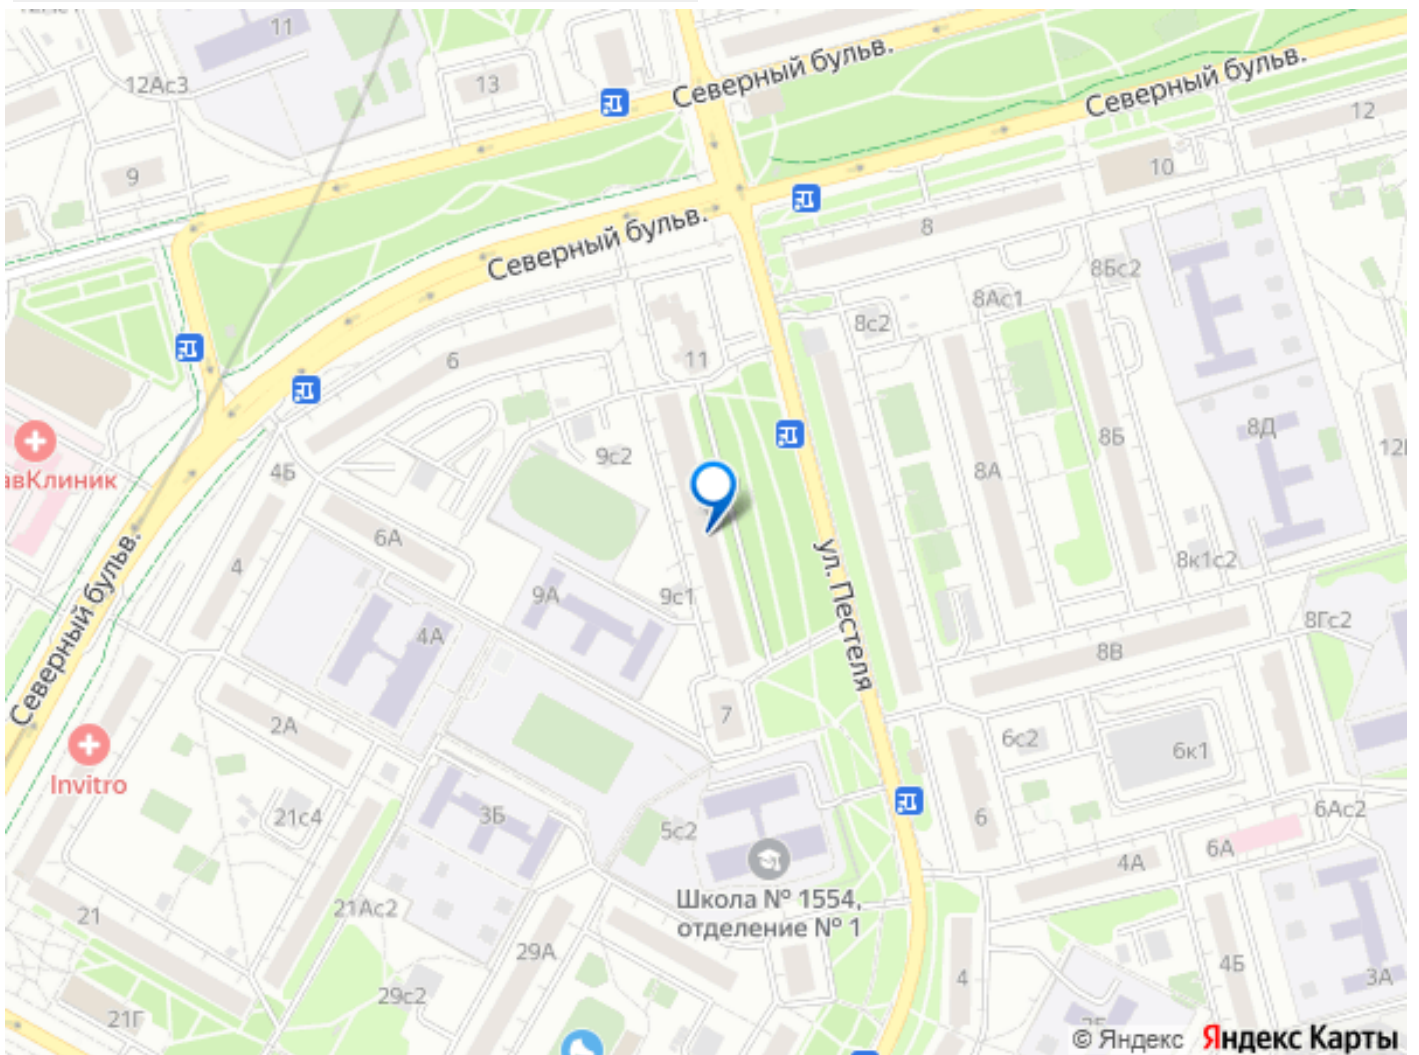 11
12Ас3
13
Северный бульв.
Северный бульв.
12
9
10
8
Северный бульв.
8Бс2
8Ас1
8с2
6
11
8Д
8Б
9с2
4Б
8А
авКлиник
6А
ул. Пестеля
8к1с2
4
9А
9с1
Северный бульв.
4А
8Гс2
8В
7
2А
6с2
6к1
Invitro
21с4
3Б
5с2
6
6Ас2
6А
4А
Школа № 1554,
отделение № 1
21
21Ас2
29А
4
4Б
3А
29с2
21Г
© Яндекс
Яндекс Карты